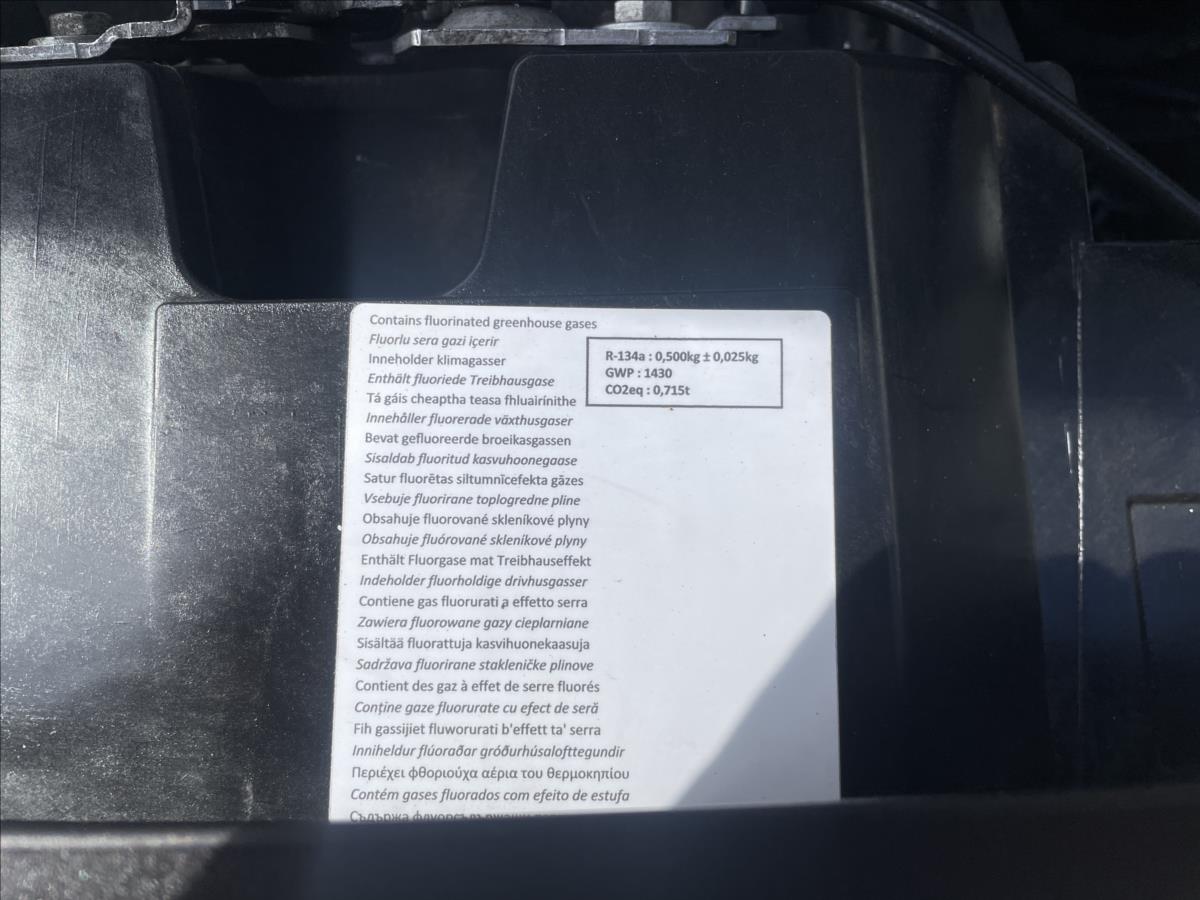 Contains fluorinated greenhouse gases
Fluorlu sera gazi içerir
Inneholder klimagasser
Enthält fluoriede Treibhausgase
Tá gáis cheaptha teasa fhluairínithe
Innehåller fluorerade växthusgaser
Bevat gefluoreerde broeikasgassen
Sisaldab fluoritud kasvuhoonegaase
Satur fluorētas siltumnīcefekta gāzes
Vsebuje fluorirane toplogredne pline
Obsahuje fluorované skleníkové plyny
Obsahuje fluórované skleníkové plyny
Enthält Fluorgase mat Treibhauseffekt
Indeholder fluorholdige drivhusgasser
Contiene gas fluorurati a effetto serra
Zawiera fluorowane gazy cieplarniane
Sisältää fluorattuja kasvihuonekaasuja
Sadržava fluorirane stakleničke plinove
Contient des gaz à effet de serre fluorés
Conține gaze fluorurate cu efect de seră
Fih gassijiet fluworurati b'effett ta' serra
Inniheldur flúoraðar gróðurhúsalofttegundir
Περιέχει φθοριούχα αέρια του θερμοκηπίου
Contém gases fluorados com efeito de estufa
Съдържа
R-134a : 0,500kg ± 0,025kg
GWP : 1430
CO2eq : 0,715t